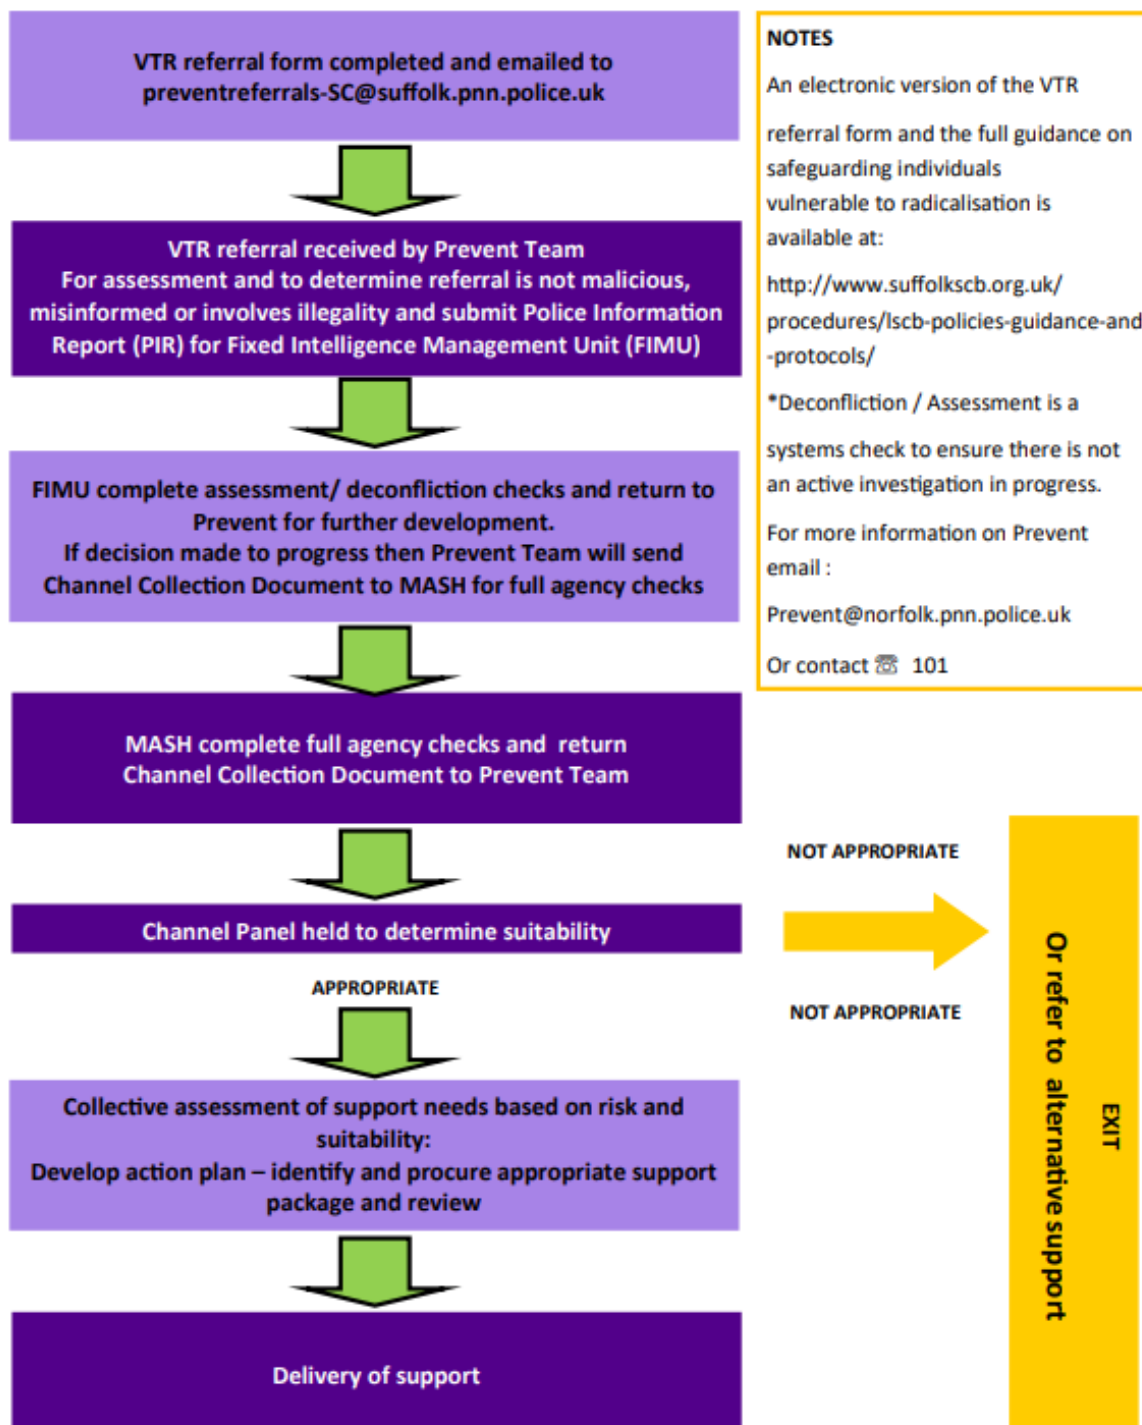 VTR referral form completed and emailed to
preventreferrals-SC@suffolk.pnn.police.uk
VTR referral received by Prevent Team
For assessment and to determine referral is not malicious,
misinformed or involves illegality and submit Police Information
Report (PIR) for Fixed Intelligence Management Unit (FIMU)
FIMU complete assessment/ deconfliction checks and return to
Prevent for further development.
If decision made to progress then Prevent Team will send
Channel Collection Document to MASH for full agency checks
MASH complete full agency checks and return
Channel Collection Document to Prevent Team
Channel Panel held to determine suitability
APPROPRIATE
Collective assessment of support needs based on risk and
suitability:
Develop action plan – identify and procure appropriate support
package and review
Delivery of support
NOTES
An electronic version of the VTR
referral form and the full guidance on
safeguarding individuals
vulnerable to radicalisation is
available at:
http://www.suffolkscb.org.uk/
procedures/lscb-policies-guidance-and
-protocols/
*Deconfliction / Assessment is a
systems check to ensure there is not
an active investigation in progress.
For more information on Prevent
email :
Prevent@norfolk.pnn.police.uk
Or contact ☏ 101
NOT APPROPRIATE
NOT APPROPRIATE
EXIT
Or refer to alternative support